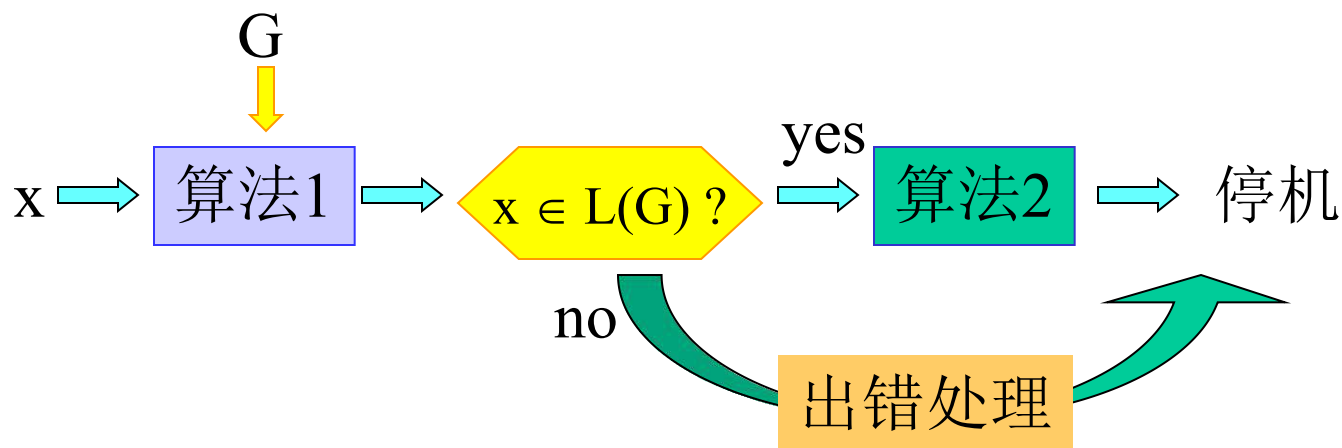 G
x
算法1
x ∈ L(G) ?
yes
算法2
停机
no
出错处理